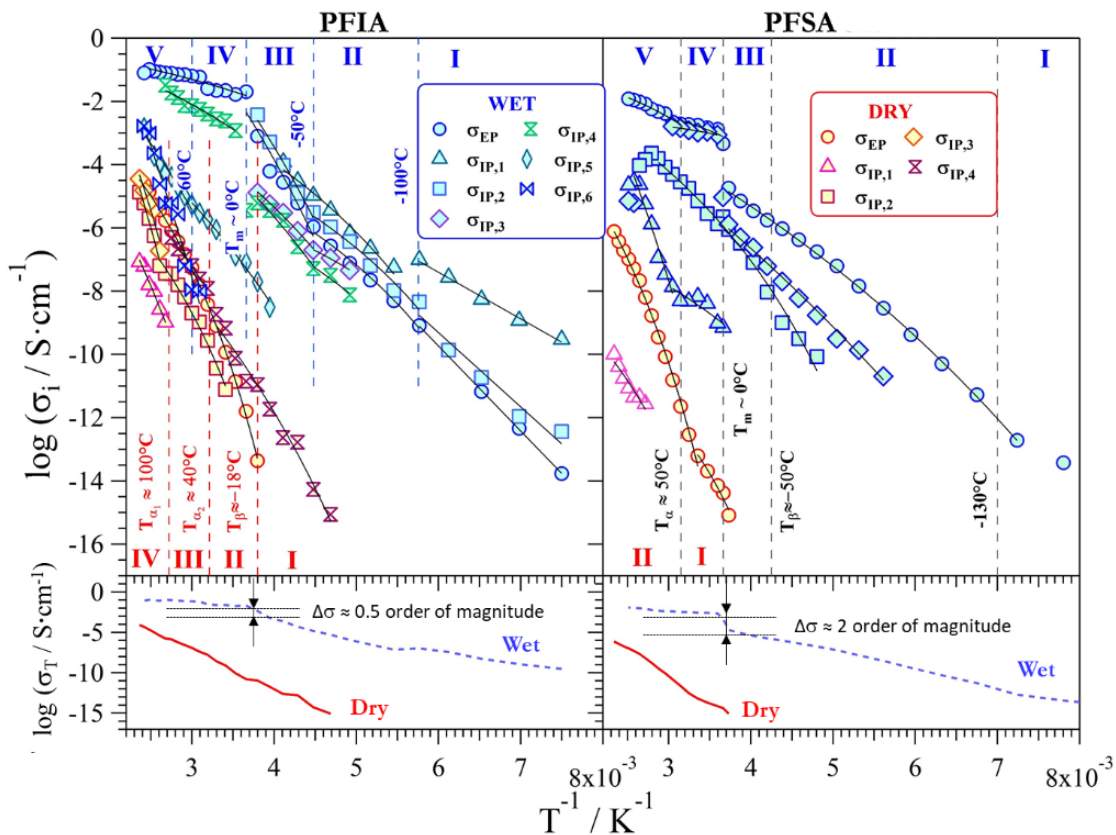 PFIA PFSA
0
-2
-4
-6
-8
-10
-12
-14
-16
log (σi / S·cm-1)
V IV III II I
V IV III II I
WET
σEP
σIP,1
σIP,2
σIP,3
σIP,4
σIP,5
σIP,6
DRY
σEP
σIP,1
σIP,2
σIP,3
σIP,4
-50°C
-100°C
60°C
Tm ~ 0°C
Tα1 ≈ 100°C
Tα2 ≈ 40°C
Tβ≈-18°C
Tm ~ 0°C
Tα ≈ 50°C
Tβ≈-50°C
-130°C
IV III II I
II I
0
-5
-10
-15
log (σT / S·cm-1)
Δσ ≈ 0.5 order of magnitude
Wet
Dry
Δσ ≈ 2 order of magnitude
Wet
Dry
3 4 5 6 7 8x10-3
3 4 5 6 7 8x10-3
T-1 / K-1